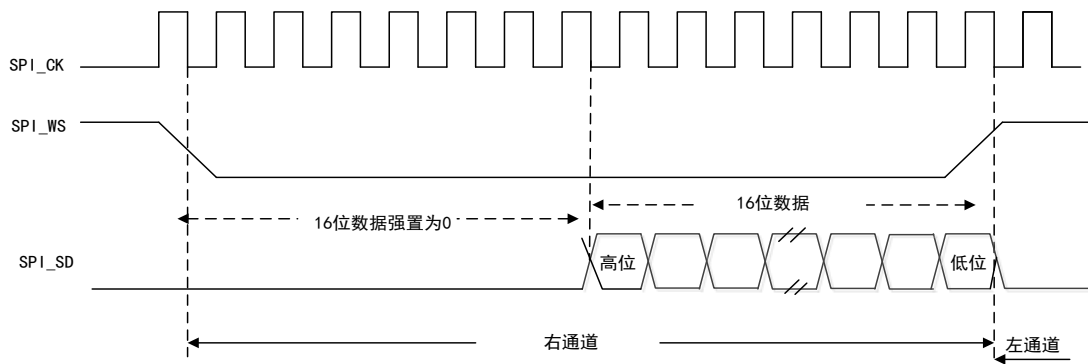 SPI_CK
SPI_WS
16位数据强置为0
16位数据
SPI_SD
高位
低位
右通道
左通道